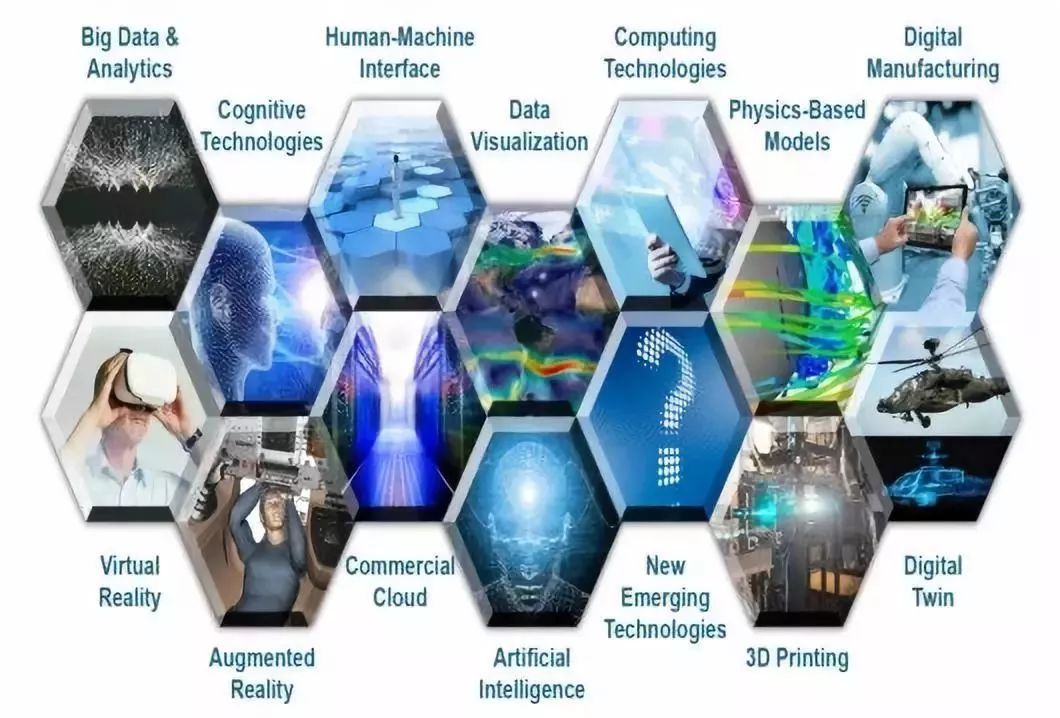 Big Data &
Analytics
Human-Machine
Interface
Computing
Technologies
Digital
Manufacturing
Cognitive
Technologies
Data
Visualization
Physics-Based
Models
Virtual
Reality
Commercial
Cloud
New
Emerging
Technologies
Digital
Twin
Augmented
Reality
Artificial
Intelligence
3D Printing
?